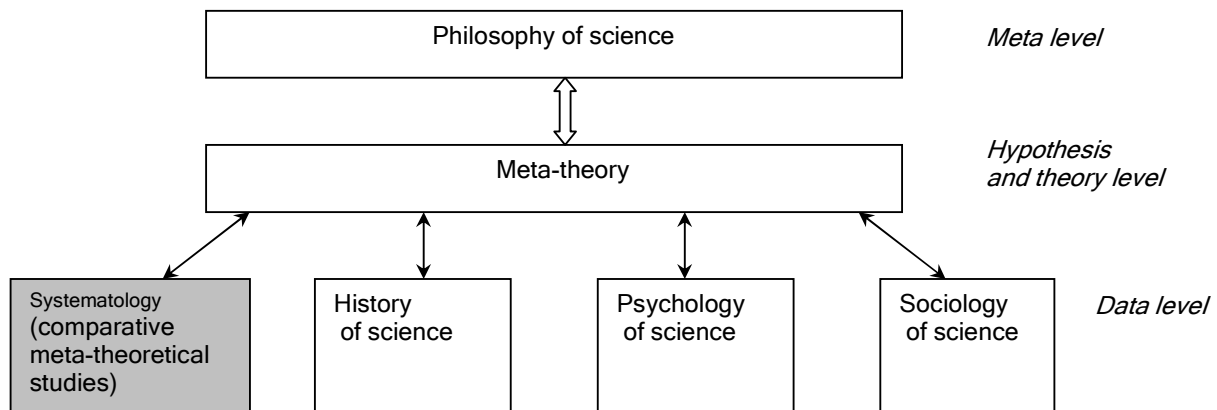 Philosophy of science
Meta level
Meta-theory
Hypothesis
and theory level
Systematology
(comparative
meta-theoretical
studies)
History
of science
Psychology
of science
Sociology
of science
Data level